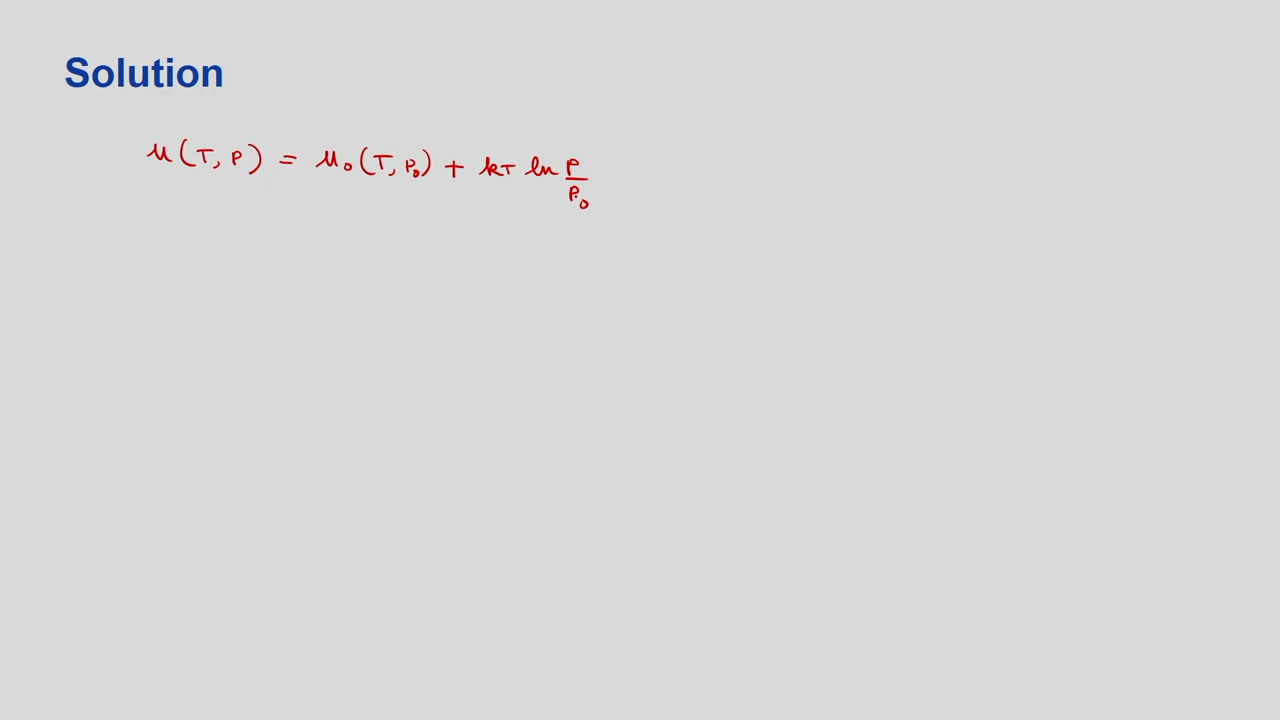 Solution
μ(T, P) = μ₀(T, P₀) + kT ln P/P₀